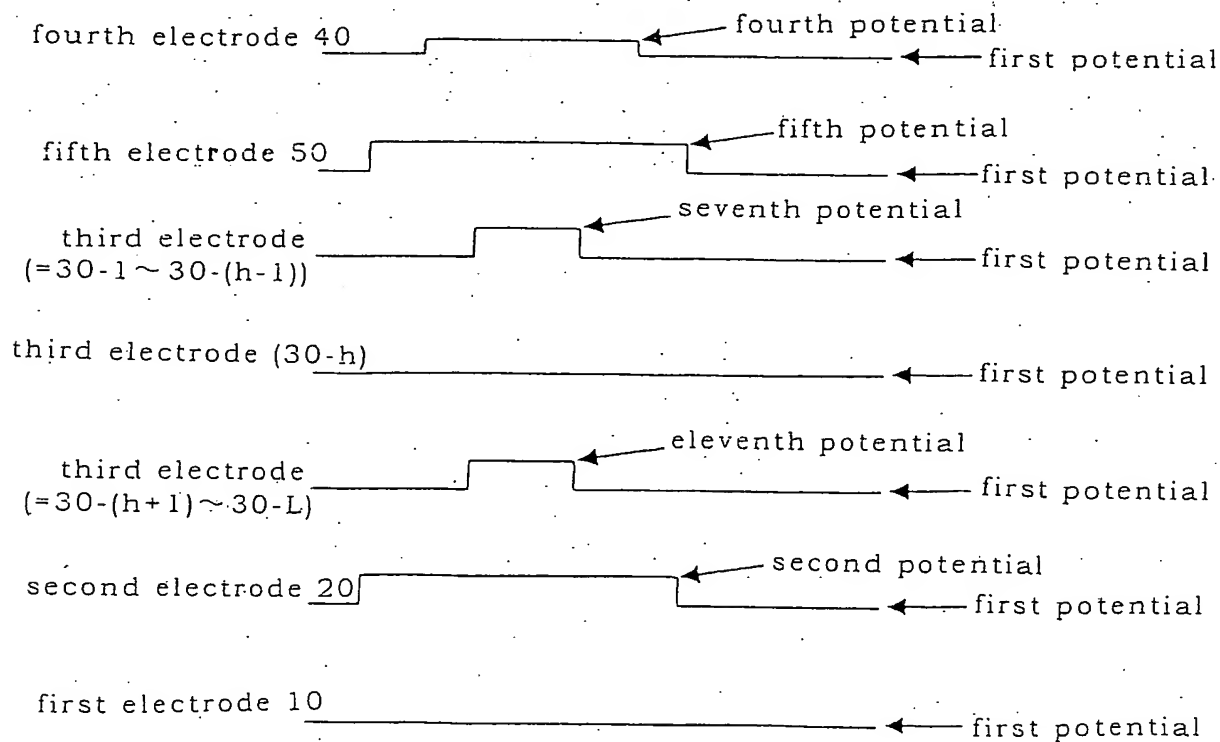 fourth electrode 40
fourth potential
first potential
fifth electrode 50
fifth potential
first potential
seventh potential
third electrode
(=30-1～30-(h-1))
first potential
third electrode (30-h)
first potential
eleventh potential
third electrode
(=30-(h+1)～30-L)
first potential
second electrode 20
second potential
first potential
first electrode 10
first potential